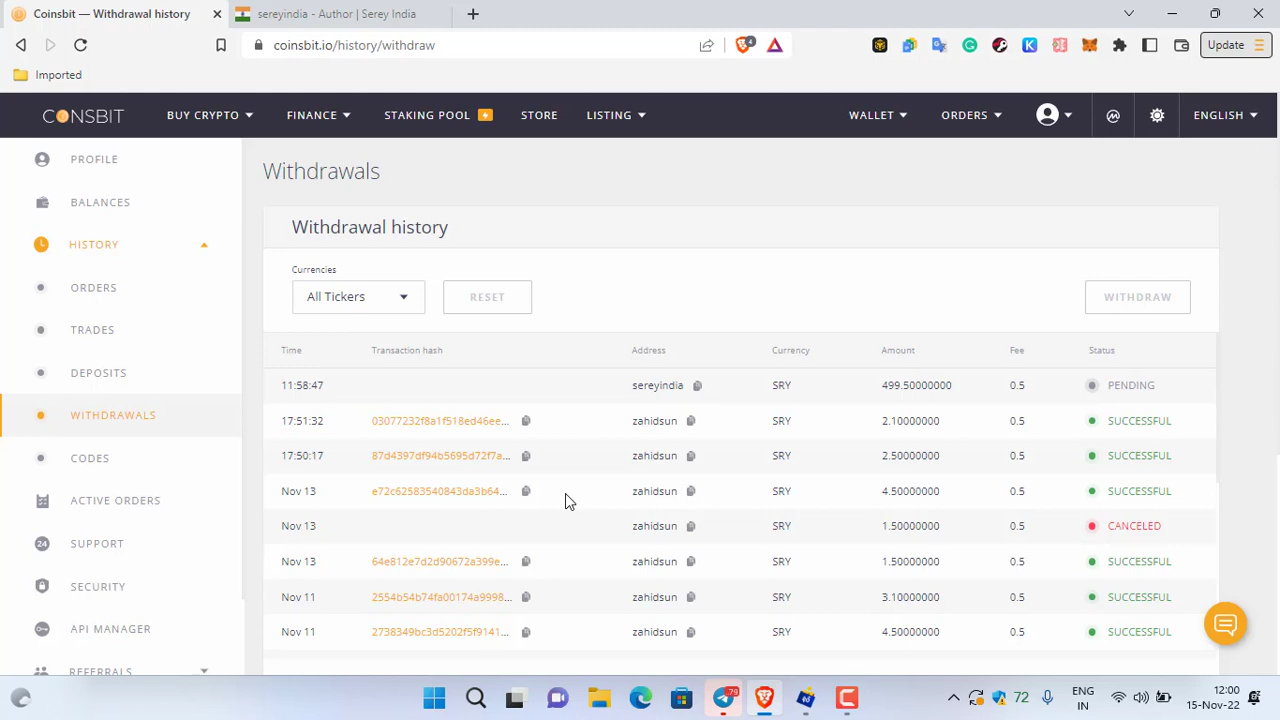 Coinsbit — Withdrawal history
sereyindia - Author | Serey India
coinsbit.io/history/withdraw
4
Update
Imported
COINSBIT
BUY CRYPTO
FINANCE
STAKING POOL
STORE
LISTING
WALLET
ORDERS
ENGLISH
PROFILE
BALANCES
HISTORY
ORDERS
TRADES
DEPOSITS
WITHDRAWALS
CODES
ACTIVE ORDERS
24 SUPPORT
SECURITY
API MANAGER
REFERRALS
Withdrawals
Withdrawal history
Currencies
All Tickers
RESET
WITHDRAW
Time Transaction hash Address Currency Amount Fee Status
11:58:47 sereyindia SRY 499.50000000 0.5 PENDING
17:51:32 03077232f8a1f518ed46ee... zahidsun SRY 2.10000000 0.5 SUCCESSFUL
17:50:17 87d4397df94b5695d72f7a... zahidsun SRY 2.50000000 0.5 SUCCESSFUL
Nov 13 e72c62583540843da3b64... zahidsun SRY 4.50000000 0.5 SUCCESSFUL
Nov 13 zahidsun SRY 1.50000000 0.5 CANCELED
Nov 13 64e812e7d2d90672a399e... zahidsun SRY 1.50000000 0.5 SUCCESSFUL
Nov 11 2554b54b74fa00174a9998... zahidsun SRY 3.10000000 0.5 SUCCESSFUL
Nov 11 2738349bc3d5202f5f9141... zahidsun SRY 4.50000000 0.5 SUCCESSFUL
79
72
ENG
IN
12:00
15-Nov-22